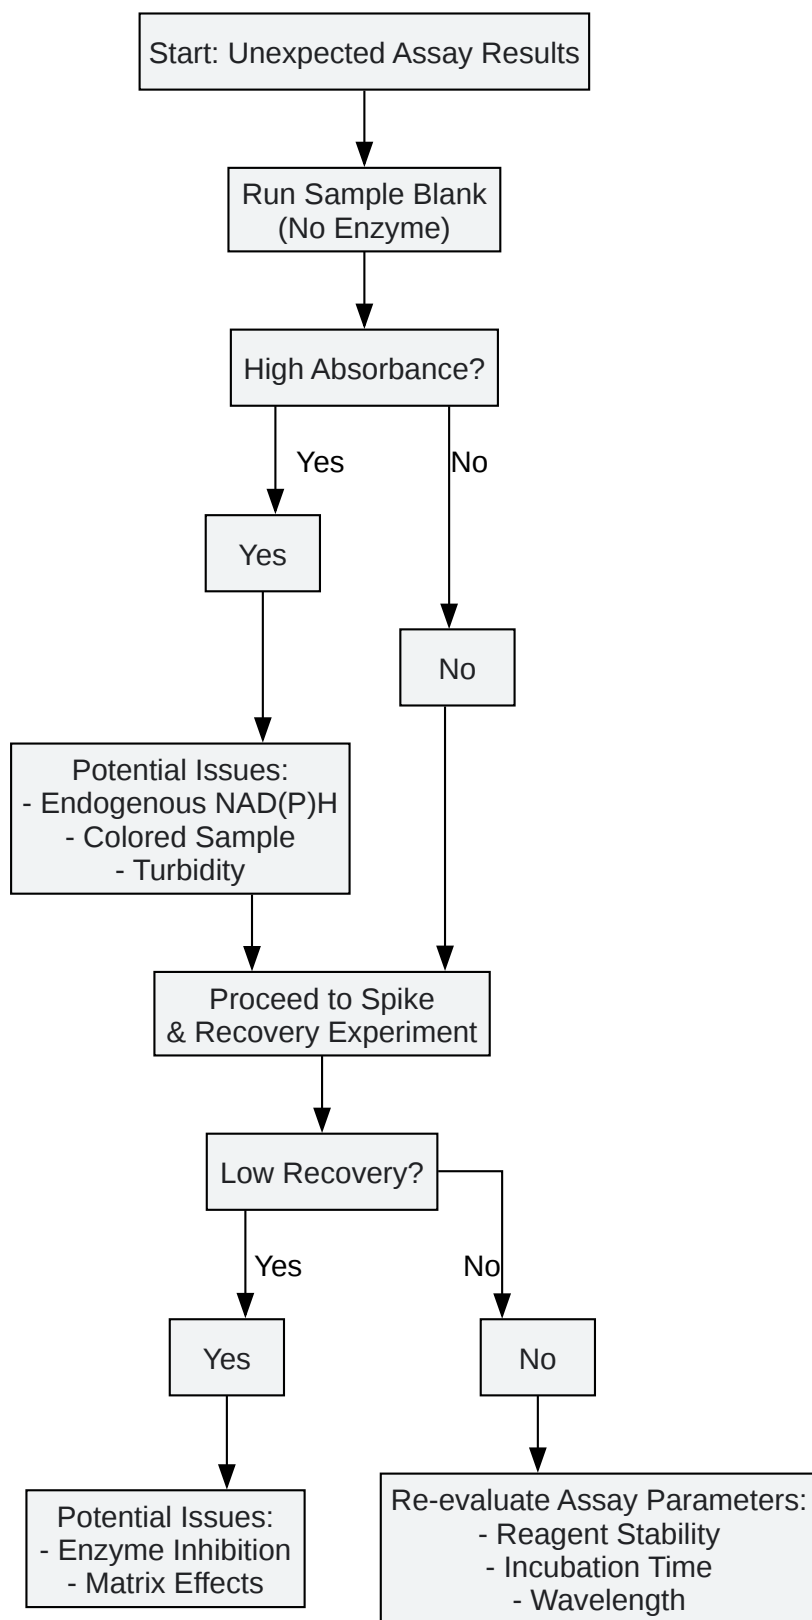 Start: Unexpected Assay Results
Run Sample Blank
(No Enzyme)
High Absorbance?
Yes
No
Yes
No
Potential Issues:
- Endogenous NAD(P)H
- Colored Sample
- Turbidity
Proceed to Spike
& Recovery Experiment
Low Recovery?
Yes
No
Yes
No
Potential Issues:
- Enzyme Inhibition
- Matrix Effects
Re-evaluate Assay Parameters:
- Reagent Stability
- Incubation Time
- Wavelength